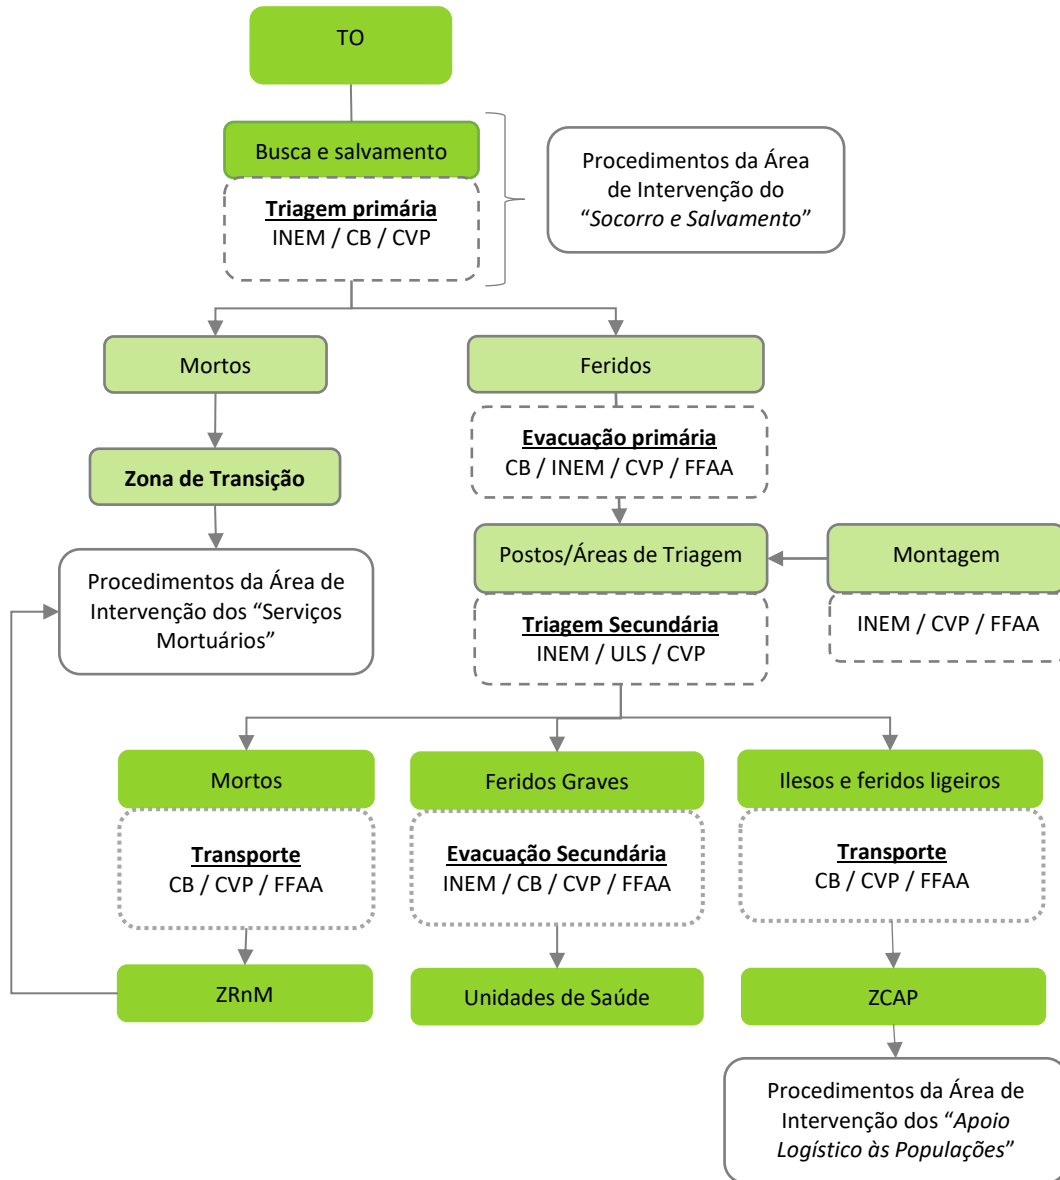 TO
Busca e salvamento
Triagem primária
INEM / CB / CVP
Procedimentos da Área
de Intervenção do
“Socorro e Salvamento”
Mortos
Feridos
Evacuação primária
CB / INEM / CVP / FFAA
Zona de Transição
Postos/Áreas de Triagem
Montagem
Procedimentos da Área de
Intervenção dos “Serviços
Mortuários”
Triagem Secundária
INEM / ULS / CVP
INEM / CVP / FFAA
Mortos
Feridos Graves
Ilesos e feridos ligeiros
Transporte
CB / CVP / FFAA
Evacuação Secundária
INEM / CB / CVP / FFAA
Transporte
CB / CVP / FFAA
ZRnM
Unidades de Saúde
ZCAP
Procedimentos da Área de
Intervenção dos “Apoio
Logístico às Populações”